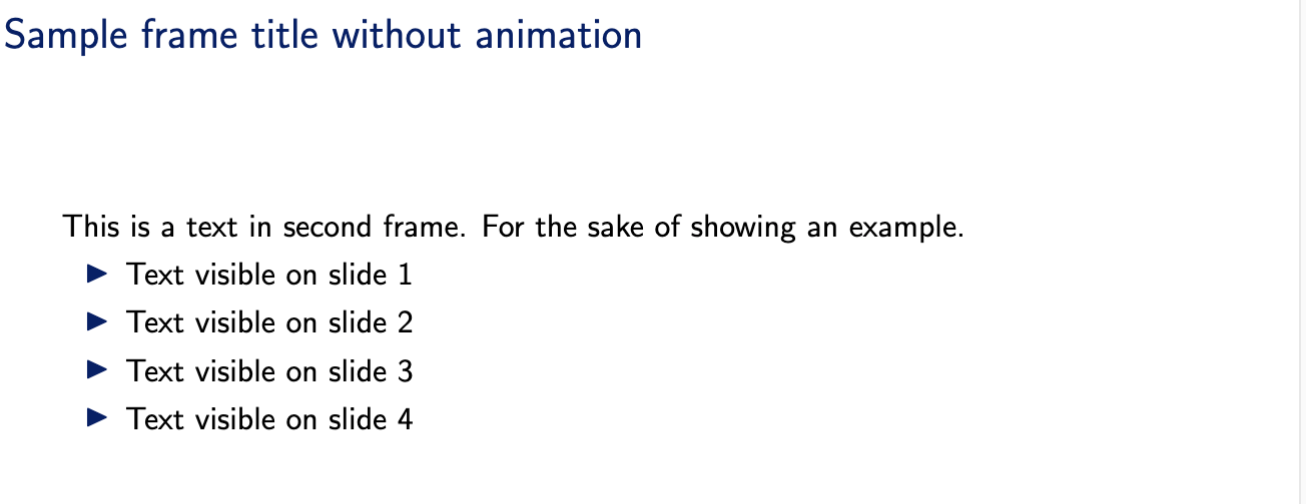 Sample frame title without animation
This is a text in second frame. For the sake of showing an example.
Text visible on slide 1
Text visible on slide 2
Text visible on slide 3
Text visible on slide 4